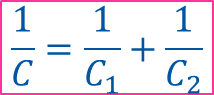 1/C = 1/C₁ + 1/C₂